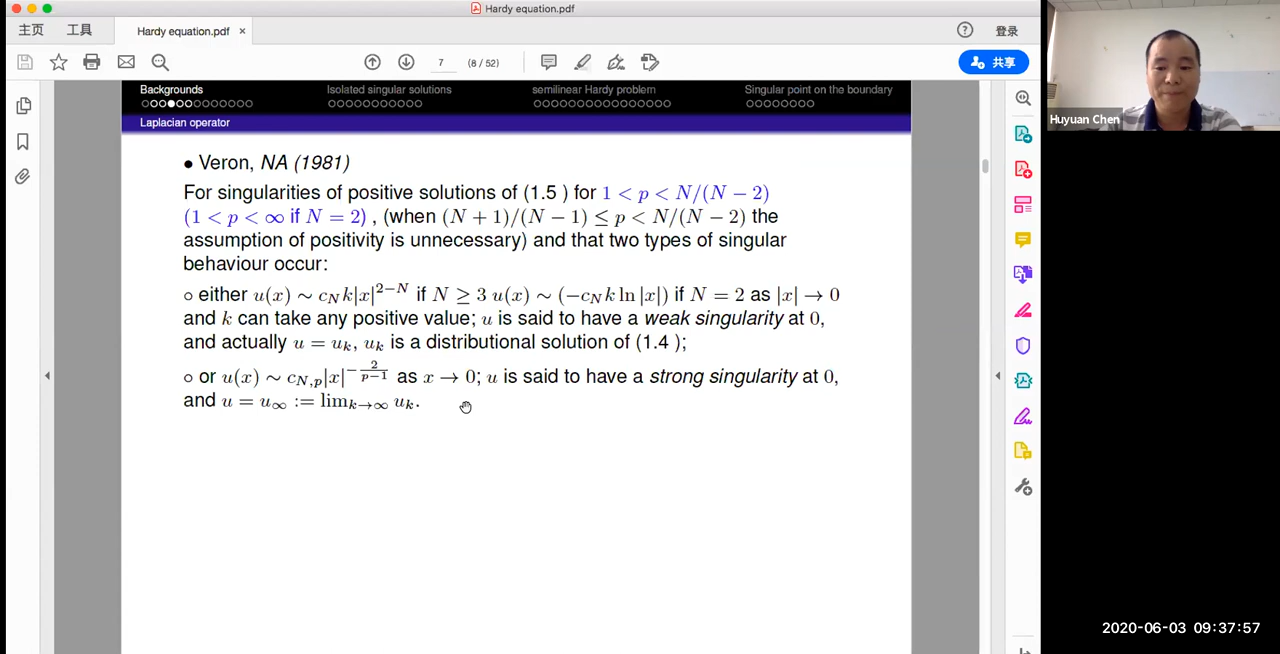 Hardy equation.pdf
主页 工具 Hardy equation.pdf × ? 登录
7 (8 / 52) 共享
Backgrounds Isolated singular solutions semilinear Hardy problem Singular point on the boundary
Laplacian operator
• Veron, NA (1981)
For singularities of positive solutions of (1.5 ) for 1 < p < N/(N − 2)
(1 < p < ∞ if N = 2) , (when (N + 1)/(N − 1) ≤ p < N/(N − 2) the
assumption of positivity is unnecessary) and that two types of singular
behaviour occur:
◦ either u(x) ∼ c_N k|x|^{2−N} if N ≥ 3 u(x) ∼ (−c_N k ln |x|) if N = 2 as |x| → 0
and k can take any positive value; u is said to have a weak singularity at 0,
and actually u = u_k, u_k is a distributional solution of (1.4 );
◦ or u(x) ∼ c_{N,p}|x|^{−\frac{2}{p−1}} as x → 0; u is said to have a strong singularity at 0,
and u = u_∞ := lim_{k→∞} u_k.
Huyuan Chen
2020-06-03 09:37:57